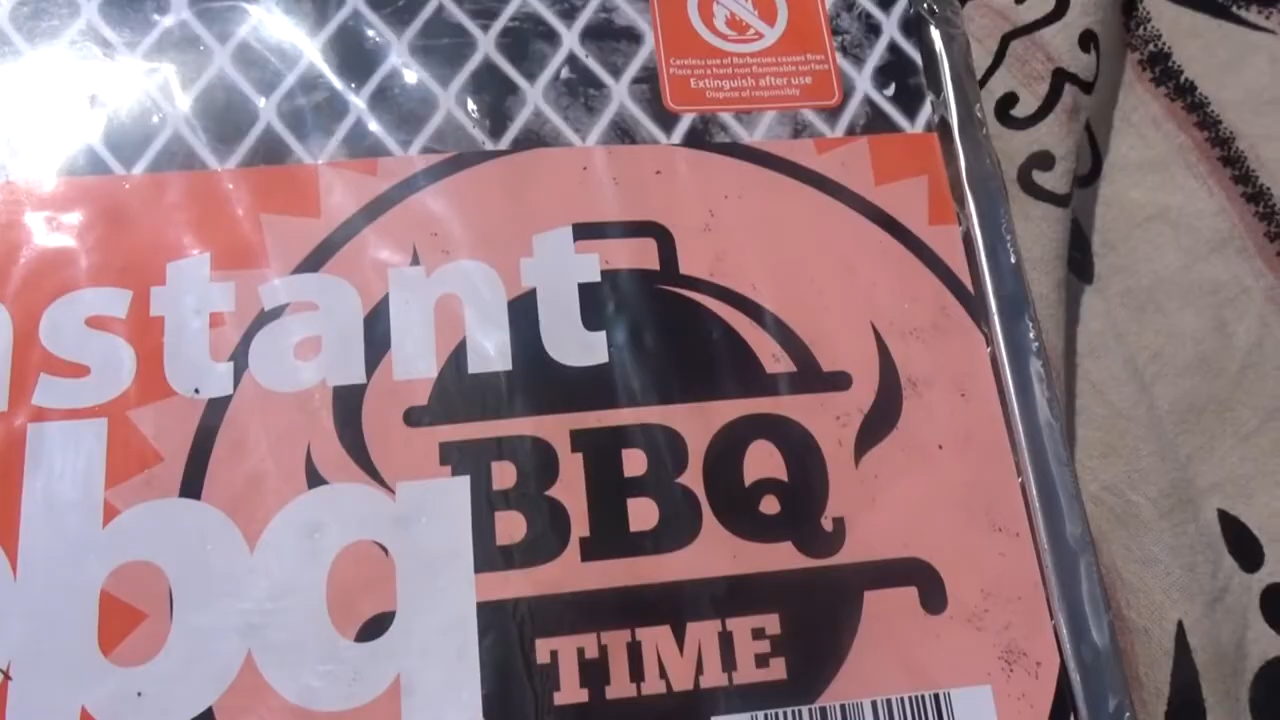 Careless use of Barbecues causes fires
Place on a hard non flammable surface
Extinguish after use
Dispose of responsibly
nstant
bbq
BBQ
TIME